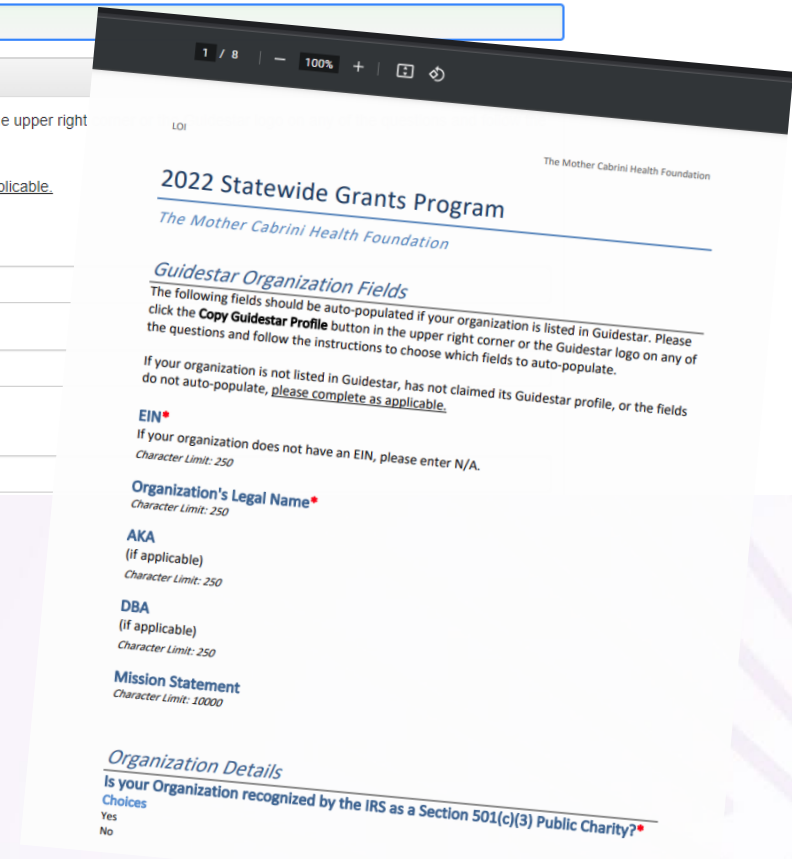 e upper right
plicable.
1 / 8
100%
LOI
The Mother Cabrini Health Foundation
2022 Statewide Grants Program
The Mother Cabrini Health Foundation
Guidestar Organization Fields
The following fields should be auto-populated if your organization is listed in Guidestar. Please
click the Copy Guidestar Profile button in the upper right corner or the Guidestar logo on any of
the questions and follow the instructions to choose which fields to auto-populate.
If your organization is not listed in Guidestar, has not claimed its Guidestar profile, or the fields
do not auto-populate, please complete as applicable.
EIN*
If your organization does not have an EIN, please enter N/A.
Character Limit: 250
Organization's Legal Name*
Character Limit: 250
AKA
(if applicable)
Character Limit: 250
DBA
(if applicable)
Character Limit: 250
Mission Statement
Character Limit: 10000
Organization Details
Is your Organization recognized by the IRS as a Section 501(c)(3) Public Charity?*
Choices
Yes
No